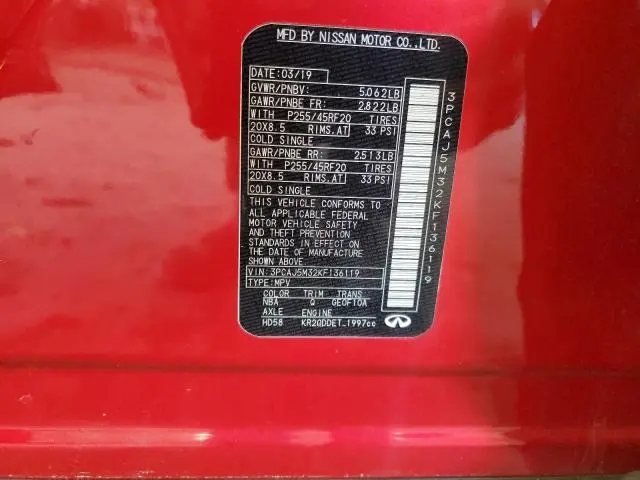 MFD BY NISSAN MOTOR CO.,LTD.
DATE:03/19
GVWR/PNBV: 5.062LB
GAWR/PNBE FR: 2.822LB
WITH P255/45RF20 TIRES
20X8.5 RIMS.AT 33 PSI
COLD SINGLE
GAWR/PNBE RR: 2.513LB
WITH P255/45RF20 TIRES
20X8.5 RIMS.AT 33 PSI
COLD SINGLE
THIS VEHICLE CONFORMS TO
ALL APPLICABLE FEDERAL
MOTOR VEHICLE SAFETY
AND THEFT PREVENTION
STANDARDS IN EFFECT ON
THE DATE OF MANUFACTURE
SHOWN ABOVE.
VIN:3PCAJ5M32KF136119
TYPE:MPV
COLOR TRIM TRANS
NBA Q GE0F10A
AXLE ENGINE
HD58 KR20DDET 1997cc
3PCAJ5M32KF136119